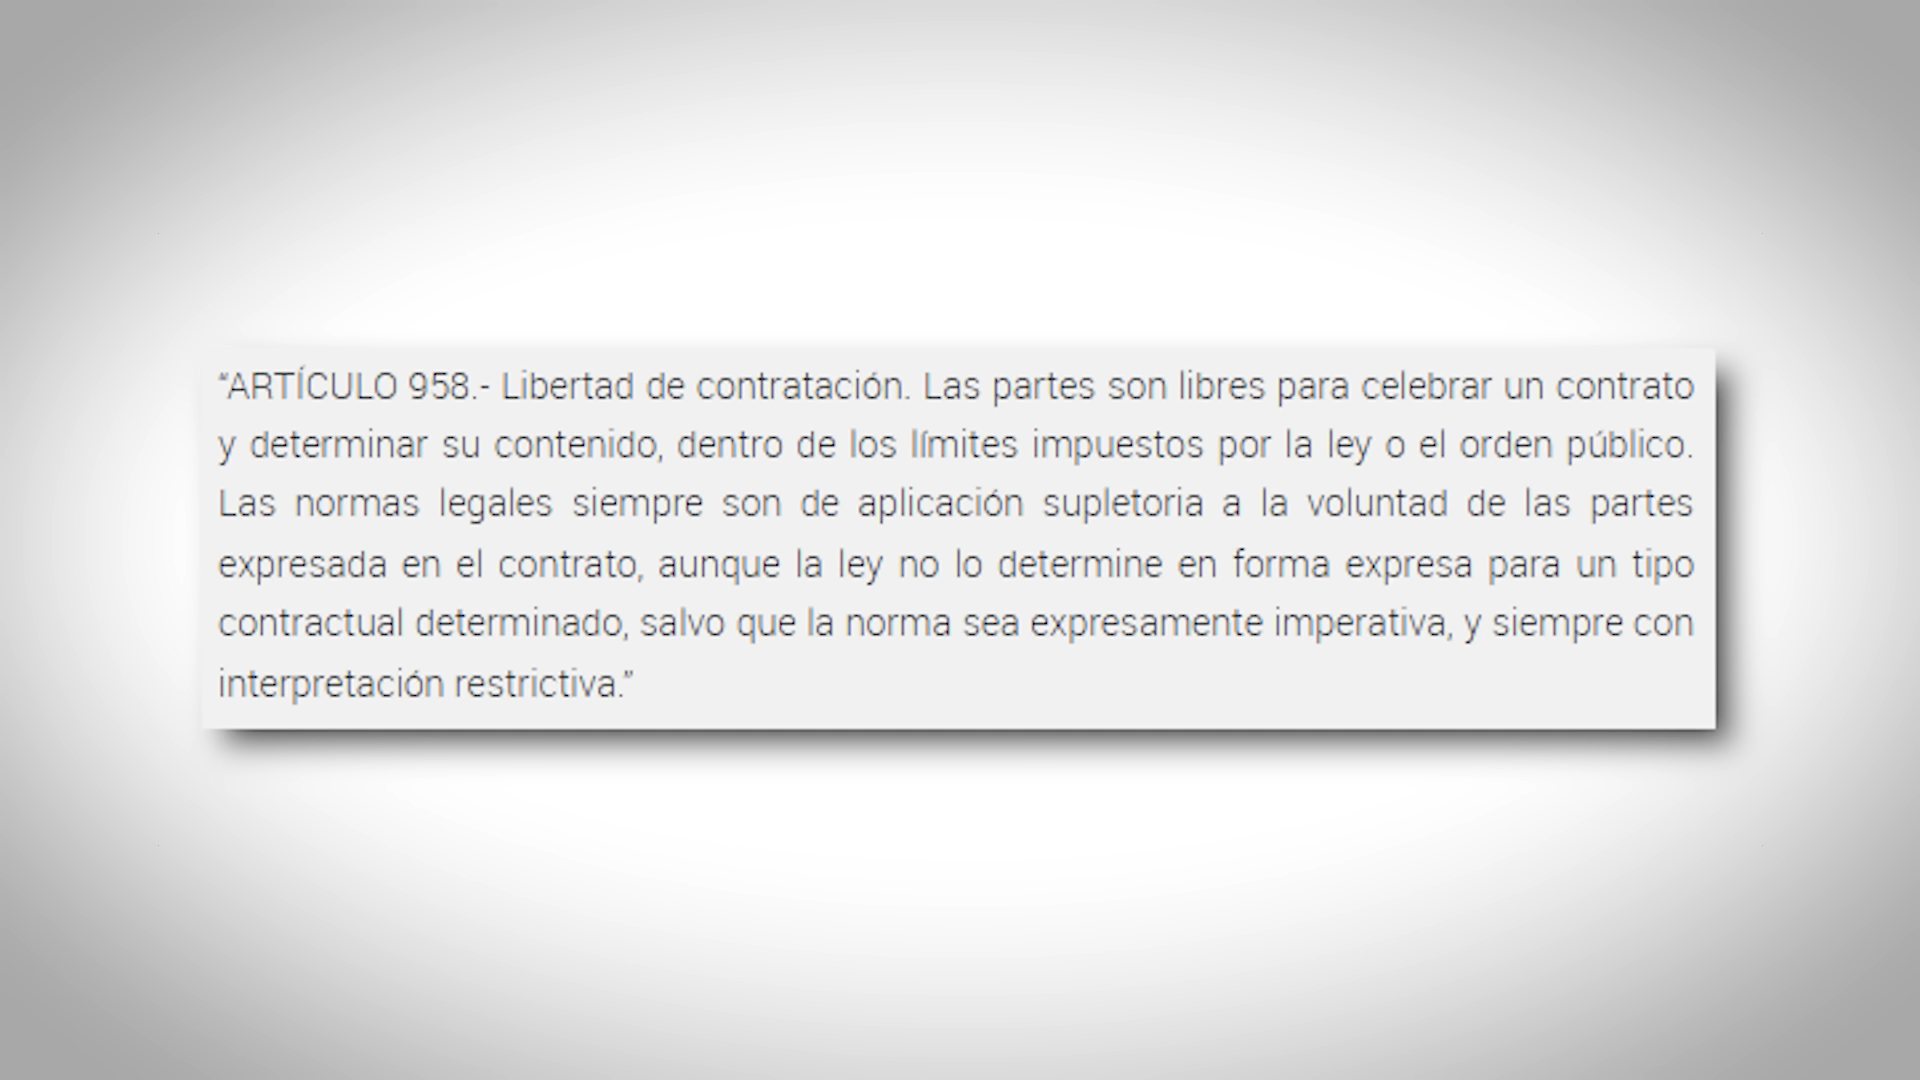 “ARTÍCULO 958.- Libertad de contratación. Las partes son libres para celebrar un contrato
y determinar su contenido, dentro de los límites impuestos por la ley o el orden público.
Las normas legales siempre son de aplicación supletoria a la voluntad de las partes
expresada en el contrato, aunque la ley no lo determine en forma expresa para un tipo
contractual determinado, salvo que la norma sea expresamente imperativa, y siempre con
interpretación restrictiva.”